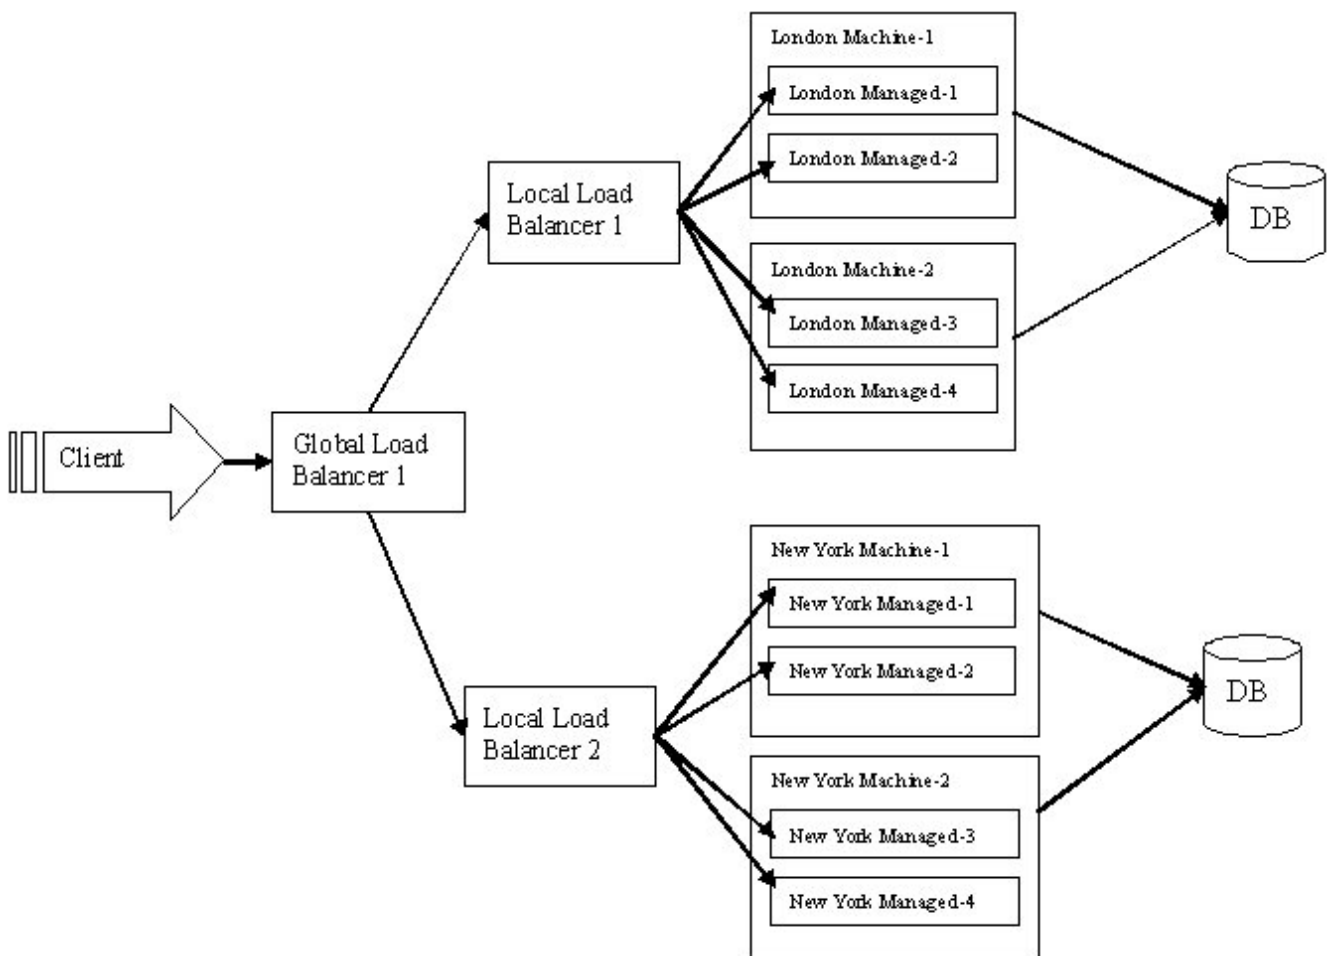 London Machine-1
London Managed-1
London Managed-2
Local Load
Balancer 1
DB
London Machine-2
London Managed-3
London Managed-4
Client
Global Load
Balancer 1
New York Machine-1
New York Managed-1
New York Managed-2
Local Load
Balancer 2
DB
New York Machine-2
New York Managed-3
New York Managed-4